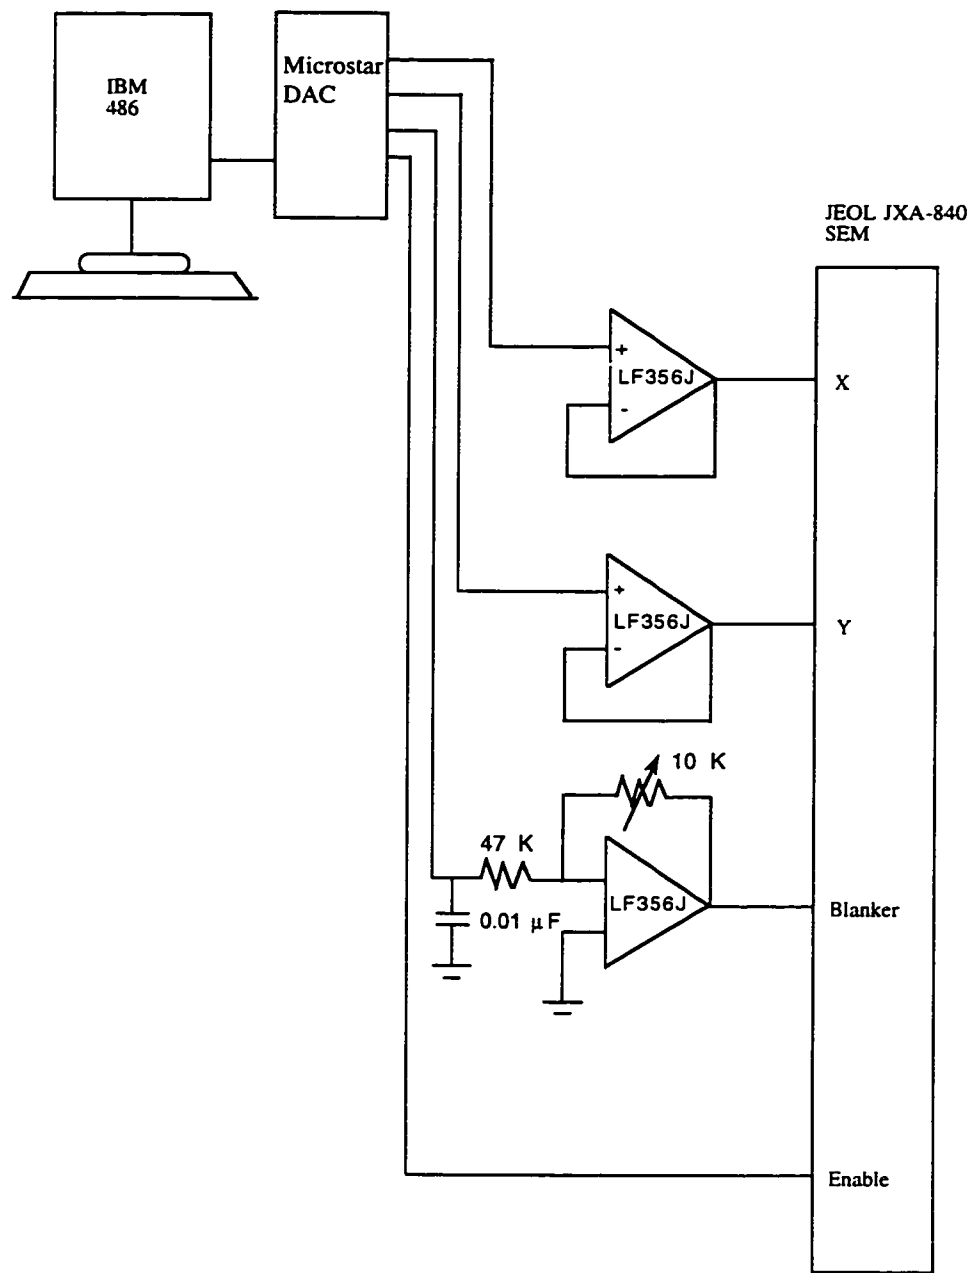 IBM
486
Microstar
DAC
JEOL JXA-840
SEM
+
LF356J
-
X
+
LF356J
-
Y
10 K
47 K
LF356J
0.01 μF
Blanker
Enable